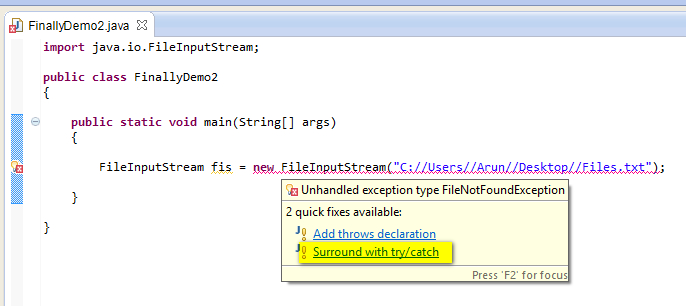 FinallyDemo2.java
import java.io.FileInputStream;
public class FinallyDemo2
{
public static void main(String[] args)
{
FileInputStream fis = new FileInputStream("C://Users//Arun//Desktop//Files.txt");
Unhandled exception type FileNotFoundException
2 quick fixes available:
Add throws declaration
Surround with try/catch
Press 'F2' for focus
}
}